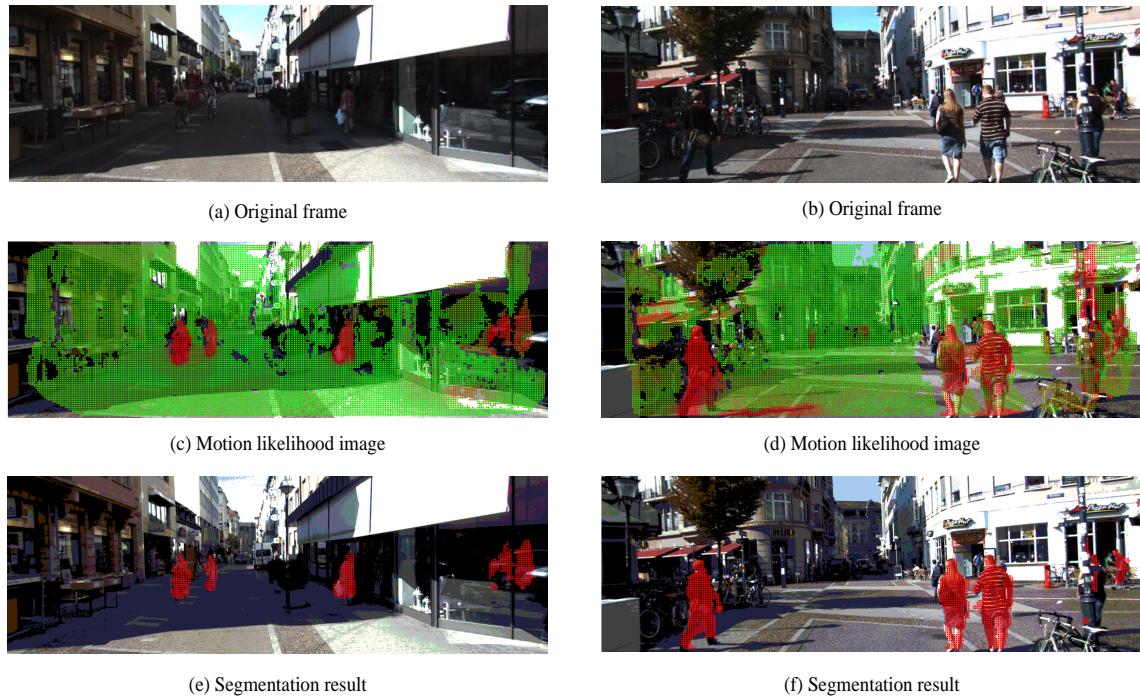 (a) Original frame
(b) Original frame
(c) Motion likelihood image
(d) Motion likelihood image
(e) Segmentation result
(f) Segmentation result